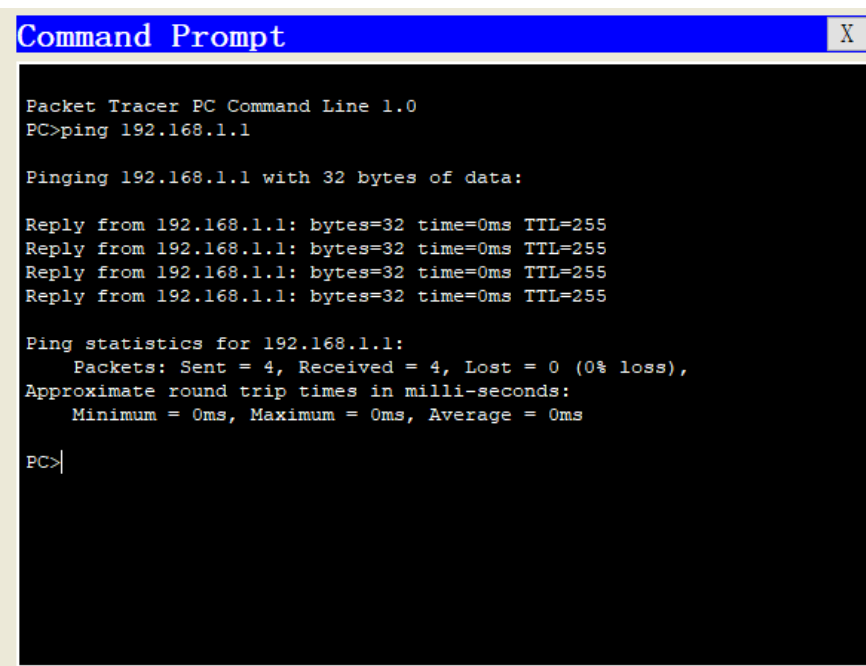 Command Prompt
X
Packet Tracer PC Command Line 1.0
PC>ping 192.168.1.1
Pinging 192.168.1.1 with 32 bytes of data:
Reply from 192.168.1.1: bytes=32 time=0ms TTL=255
Reply from 192.168.1.1: bytes=32 time=0ms TTL=255
Reply from 192.168.1.1: bytes=32 time=0ms TTL=255
Reply from 192.168.1.1: bytes=32 time=0ms TTL=255
Ping statistics for 192.168.1.1:
Packets: Sent = 4, Received = 4, Lost = 0 (0% loss),
Approximate round trip times in milli-seconds:
Minimum = 0ms, Maximum = 0ms, Average = 0ms
PC>